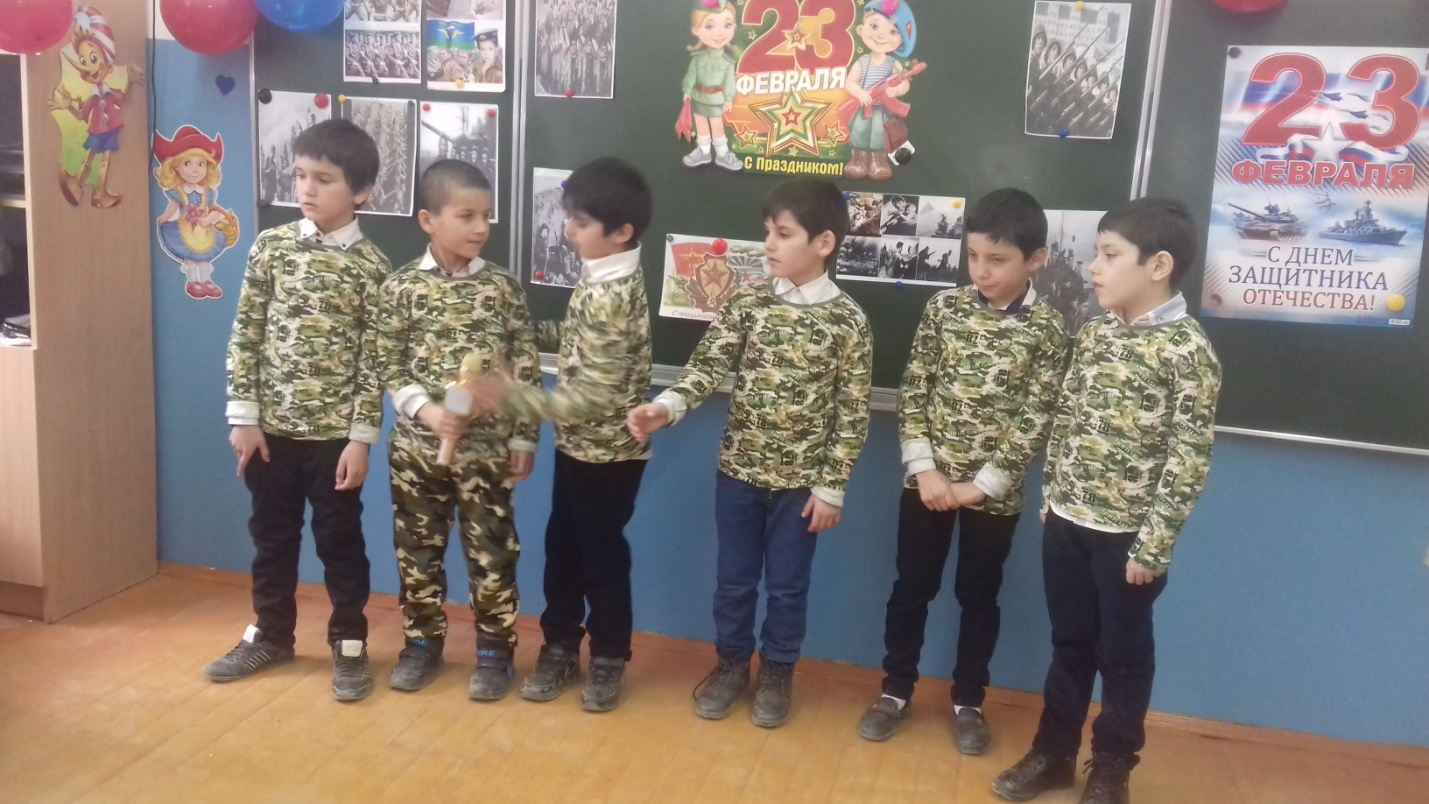 23
ФЕВРАЛЯ
С Праздником!
23
ФЕВРАЛЯ
С ДНЕМ
ЗАЩИТНИКА
ОТЕЧЕСТВА!